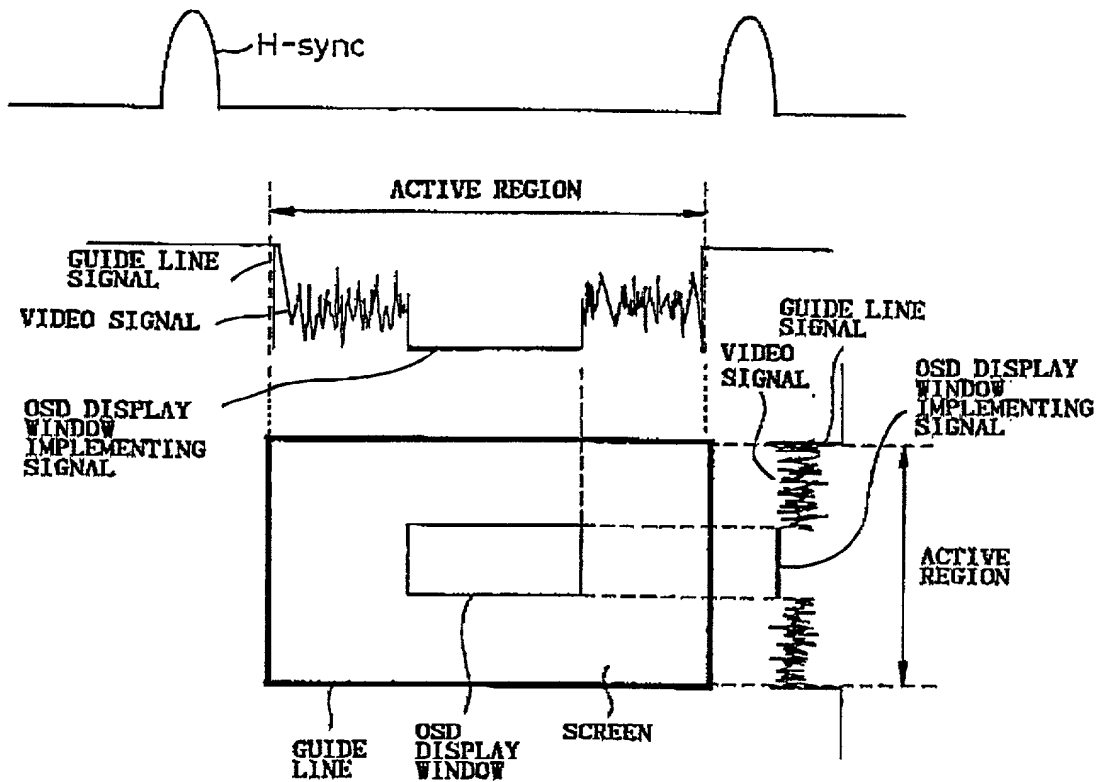 H-sync
ACTIVE REGION
GUIDE LINE
SIGNAL
VIDEO SIGNAL
OSD DISPLAY
WINDOW
IMPLEMENTING
SIGNAL
GUIDE LINE
SIGNAL
VIDEO
SIGNAL
OSD DISPLAY
WINDOW
IMPLEMENTING
SIGNAL
ACTIVE
REGION
GUIDE
LINE
OSD
DISPLAY
WINDOW
SCREEN